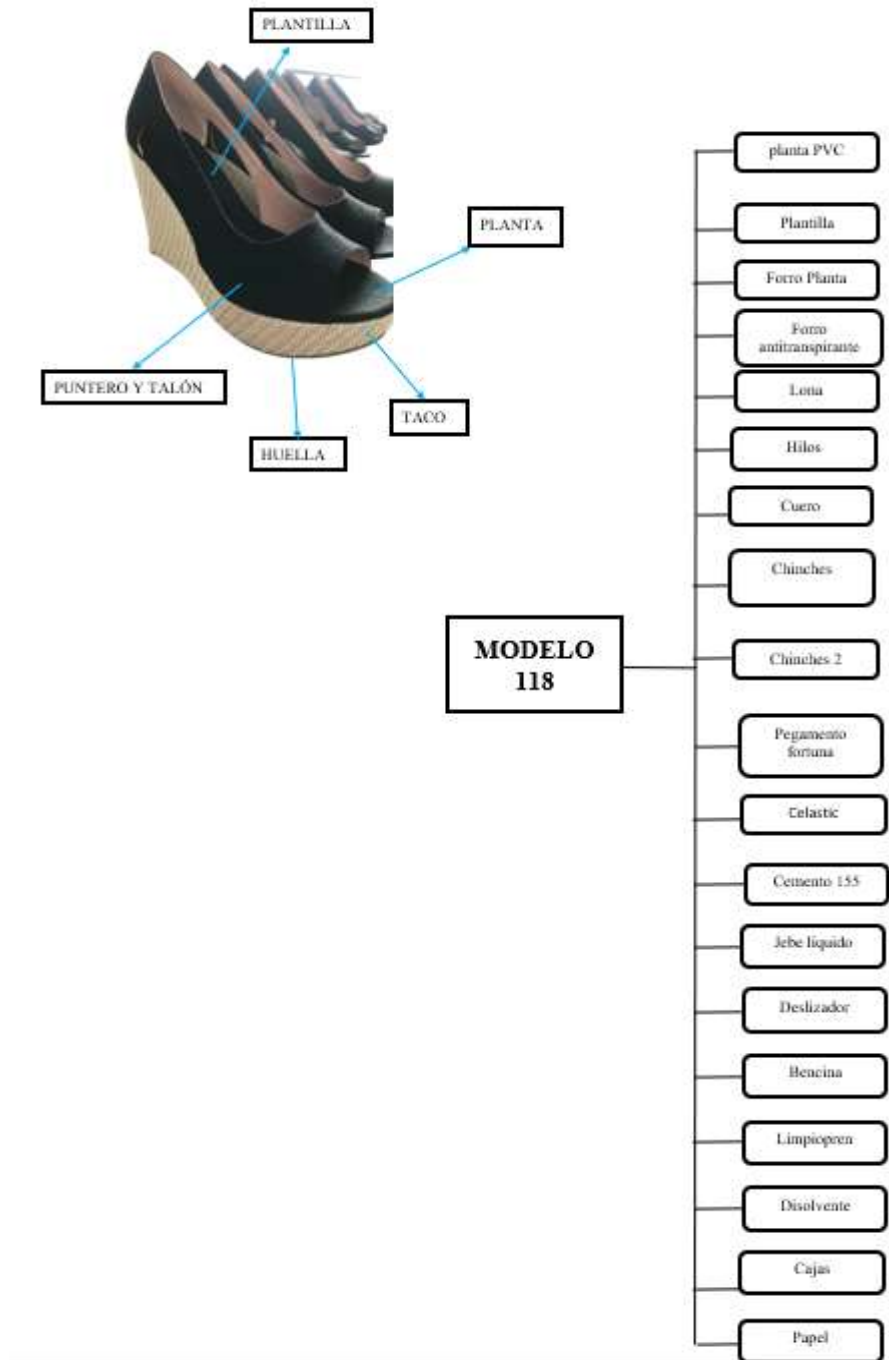 PLANTILLA
PLANTA
PUNTERO Y TALÓN
TACO
HUELLA
MODELO
118
planta PVC
Plantilla
Forro Planta
Forro
antitranspirante
Lona
Hilos
Cuero
Chinches
Chinches 2
Pegamento
fortuna
Celastic
Cemento 155
Jebe líquido
Deslizador
Bencina
Limpiopren
Disolvente
Cajas
Papel